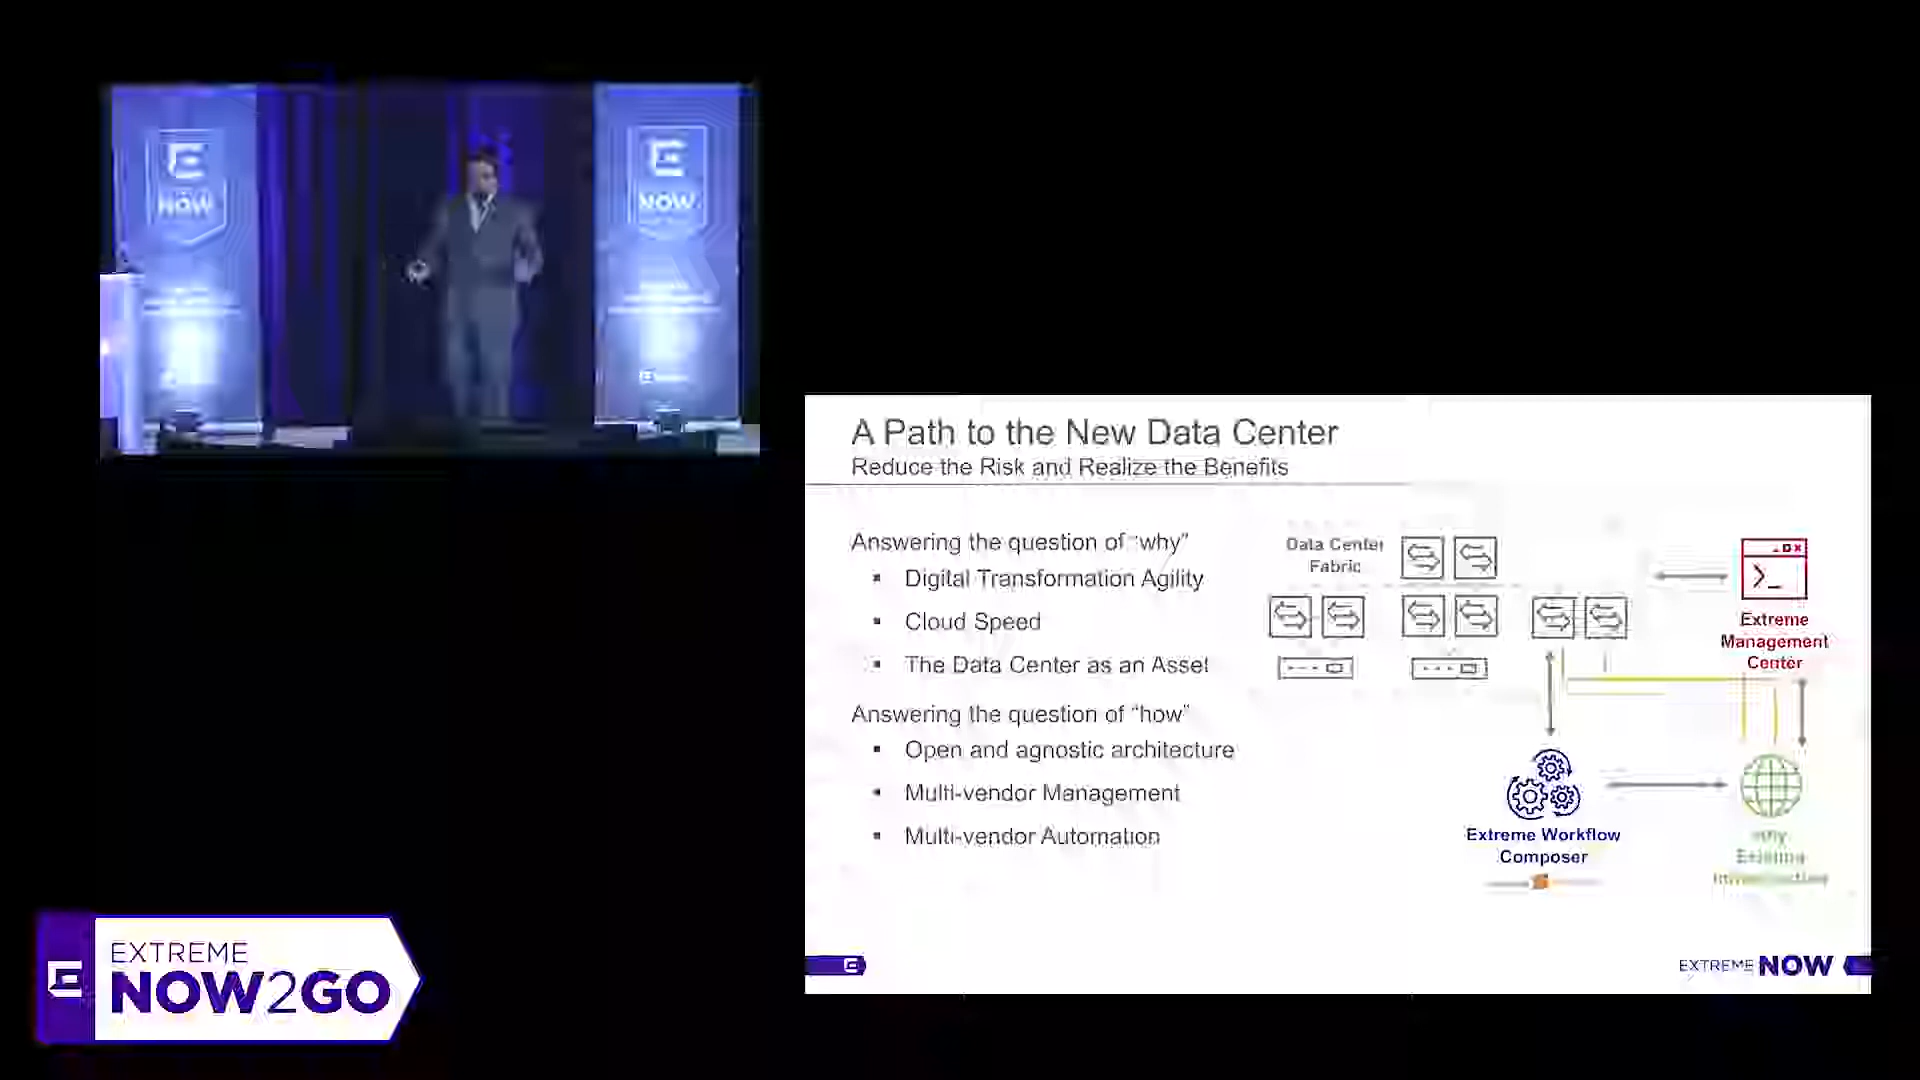 NOW
NOW
A Path to the New Data Center
Reduce the Risk and Realize the Benefits
Answering the question of "why"
▪ Digital Transformation Agility
▪ Cloud Speed
▪ The Data Center as an Asset
Answering the question of "how"
▪ Open and agnostic architecture
▪ Multi-vendor Management
▪ Multi-vendor Automation
Data Center
Fabric
Extreme
Management
Center
Extreme Workflow
Composer
EXTREME NOW
EXTREME
NOW2GO